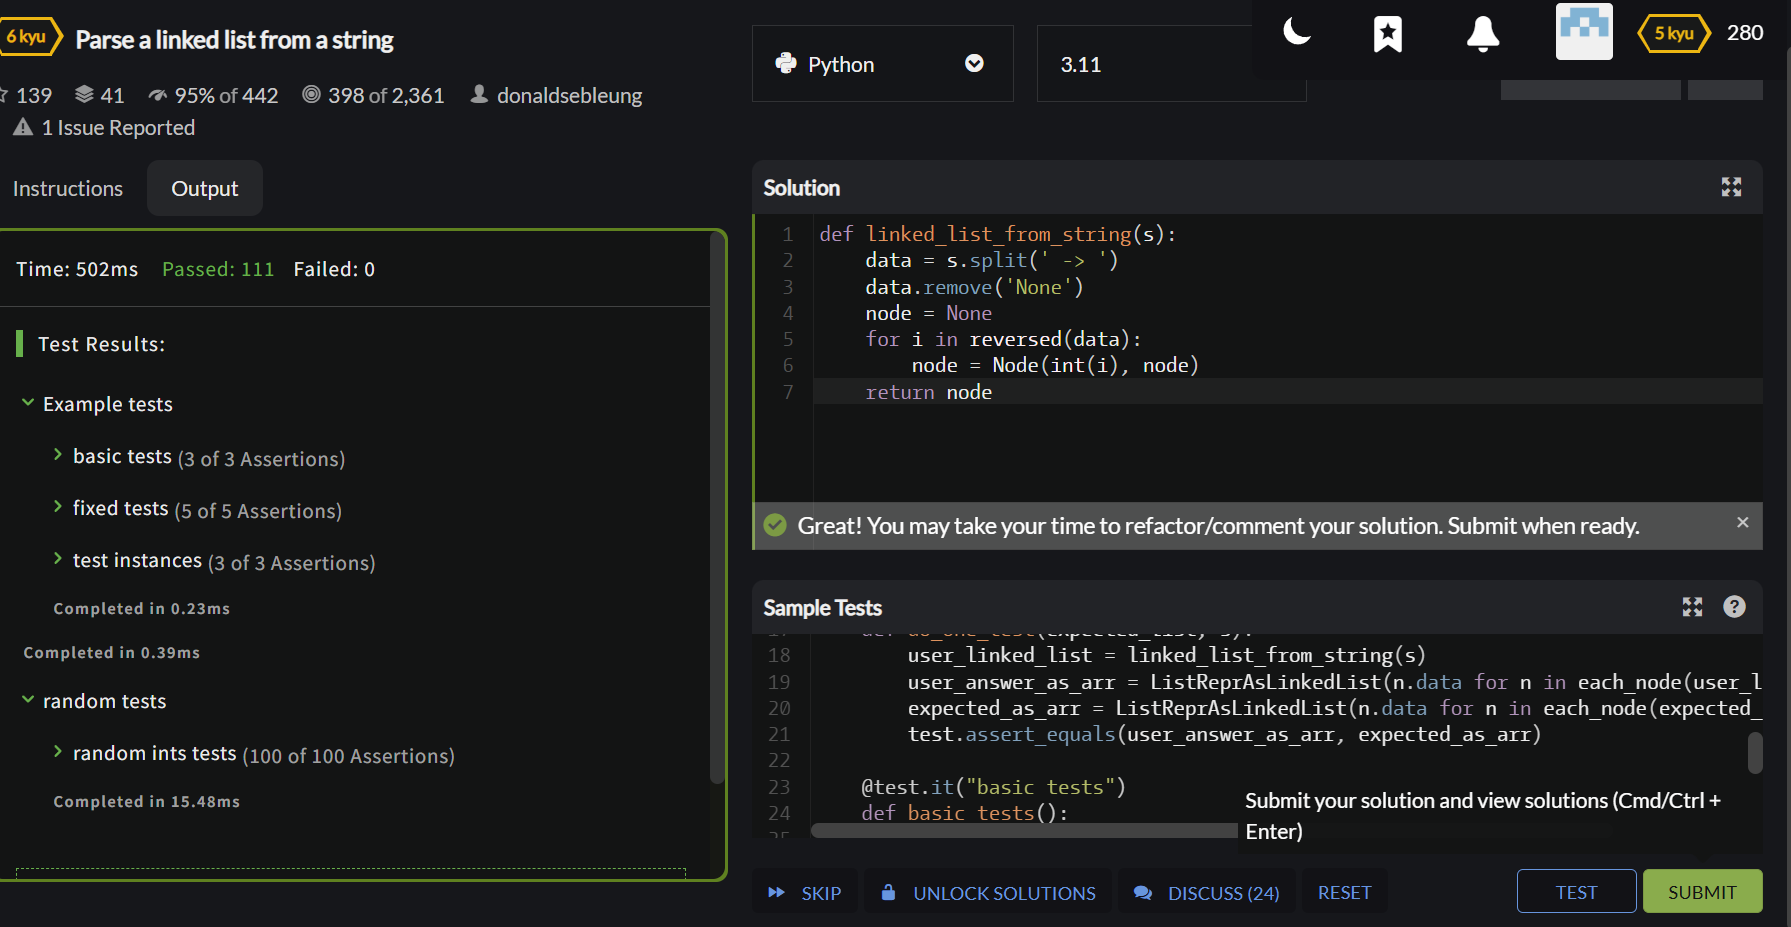 6 kyu
Parse a linked list from a string
139 41 95% of 442 398 of 2,361 donaldsebleung
1 Issue Reported
Python
3.11
5 kyu
280
Instructions
Output
Time: 502ms Passed: 111 Failed: 0
Test Results:
Example tests
basic tests (3 of 3 Assertions)
fixed tests (5 of 5 Assertions)
test instances (3 of 3 Assertions)
Completed in 0.23ms
Completed in 0.39ms
random tests
random ints tests (100 of 100 Assertions)
Completed in 15.48ms
Solution
1 def linked_list_from_string(s):
2     data = s.split(' -> ')
3     data.remove('None')
4     node = None
5     for i in reversed(data):
6         node = Node(int(i), node)
7     return node
Great! You may take your time to refactor/comment your solution. Submit when ready.
Sample Tests
18         user_linked_list = linked_list_from_string(s)
19         user_answer_as_arr = ListReprAsLinkedList(n.data for n in each_node(user_l
20         expected_as_arr = ListReprAsLinkedList(n.data for n in each_node(expected_
21         test.assert_equals(user_answer_as_arr, expected_as_arr)
22
23     @test.it("basic tests")
24     def basic_tests():
Submit your solution and view solutions (Cmd/Ctrl +
Enter)
SKIP
UNLOCK SOLUTIONS
DISCUSS (24)
RESET
TEST
SUBMIT